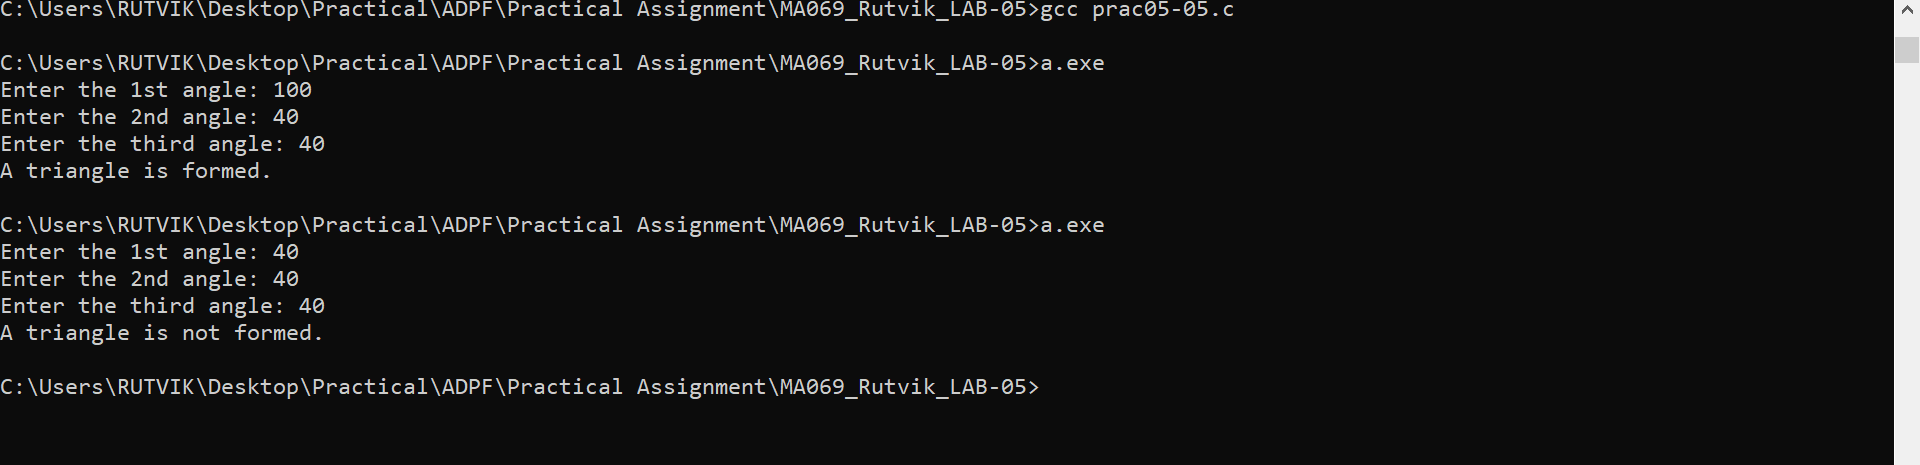 C:\Users\RUTVIK\Desktop\Practical\ADPF\Practical Assignment\MA069_Rutvik_LAB-05>gcc prac05-05.c
C:\Users\RUTVIK\Desktop\Practical\ADPF\Practical Assignment\MA069_Rutvik_LAB-05>a.exe
Enter the 1st angle: 100
Enter the 2nd angle: 40
Enter the third angle: 40
A triangle is formed.
C:\Users\RUTVIK\Desktop\Practical\ADPF\Practical Assignment\MA069_Rutvik_LAB-05>a.exe
Enter the 1st angle: 40
Enter the 2nd angle: 40
Enter the third angle: 40
A triangle is not formed.
C:\Users\RUTVIK\Desktop\Practical\ADPF\Practical Assignment\MA069_Rutvik_LAB-05>